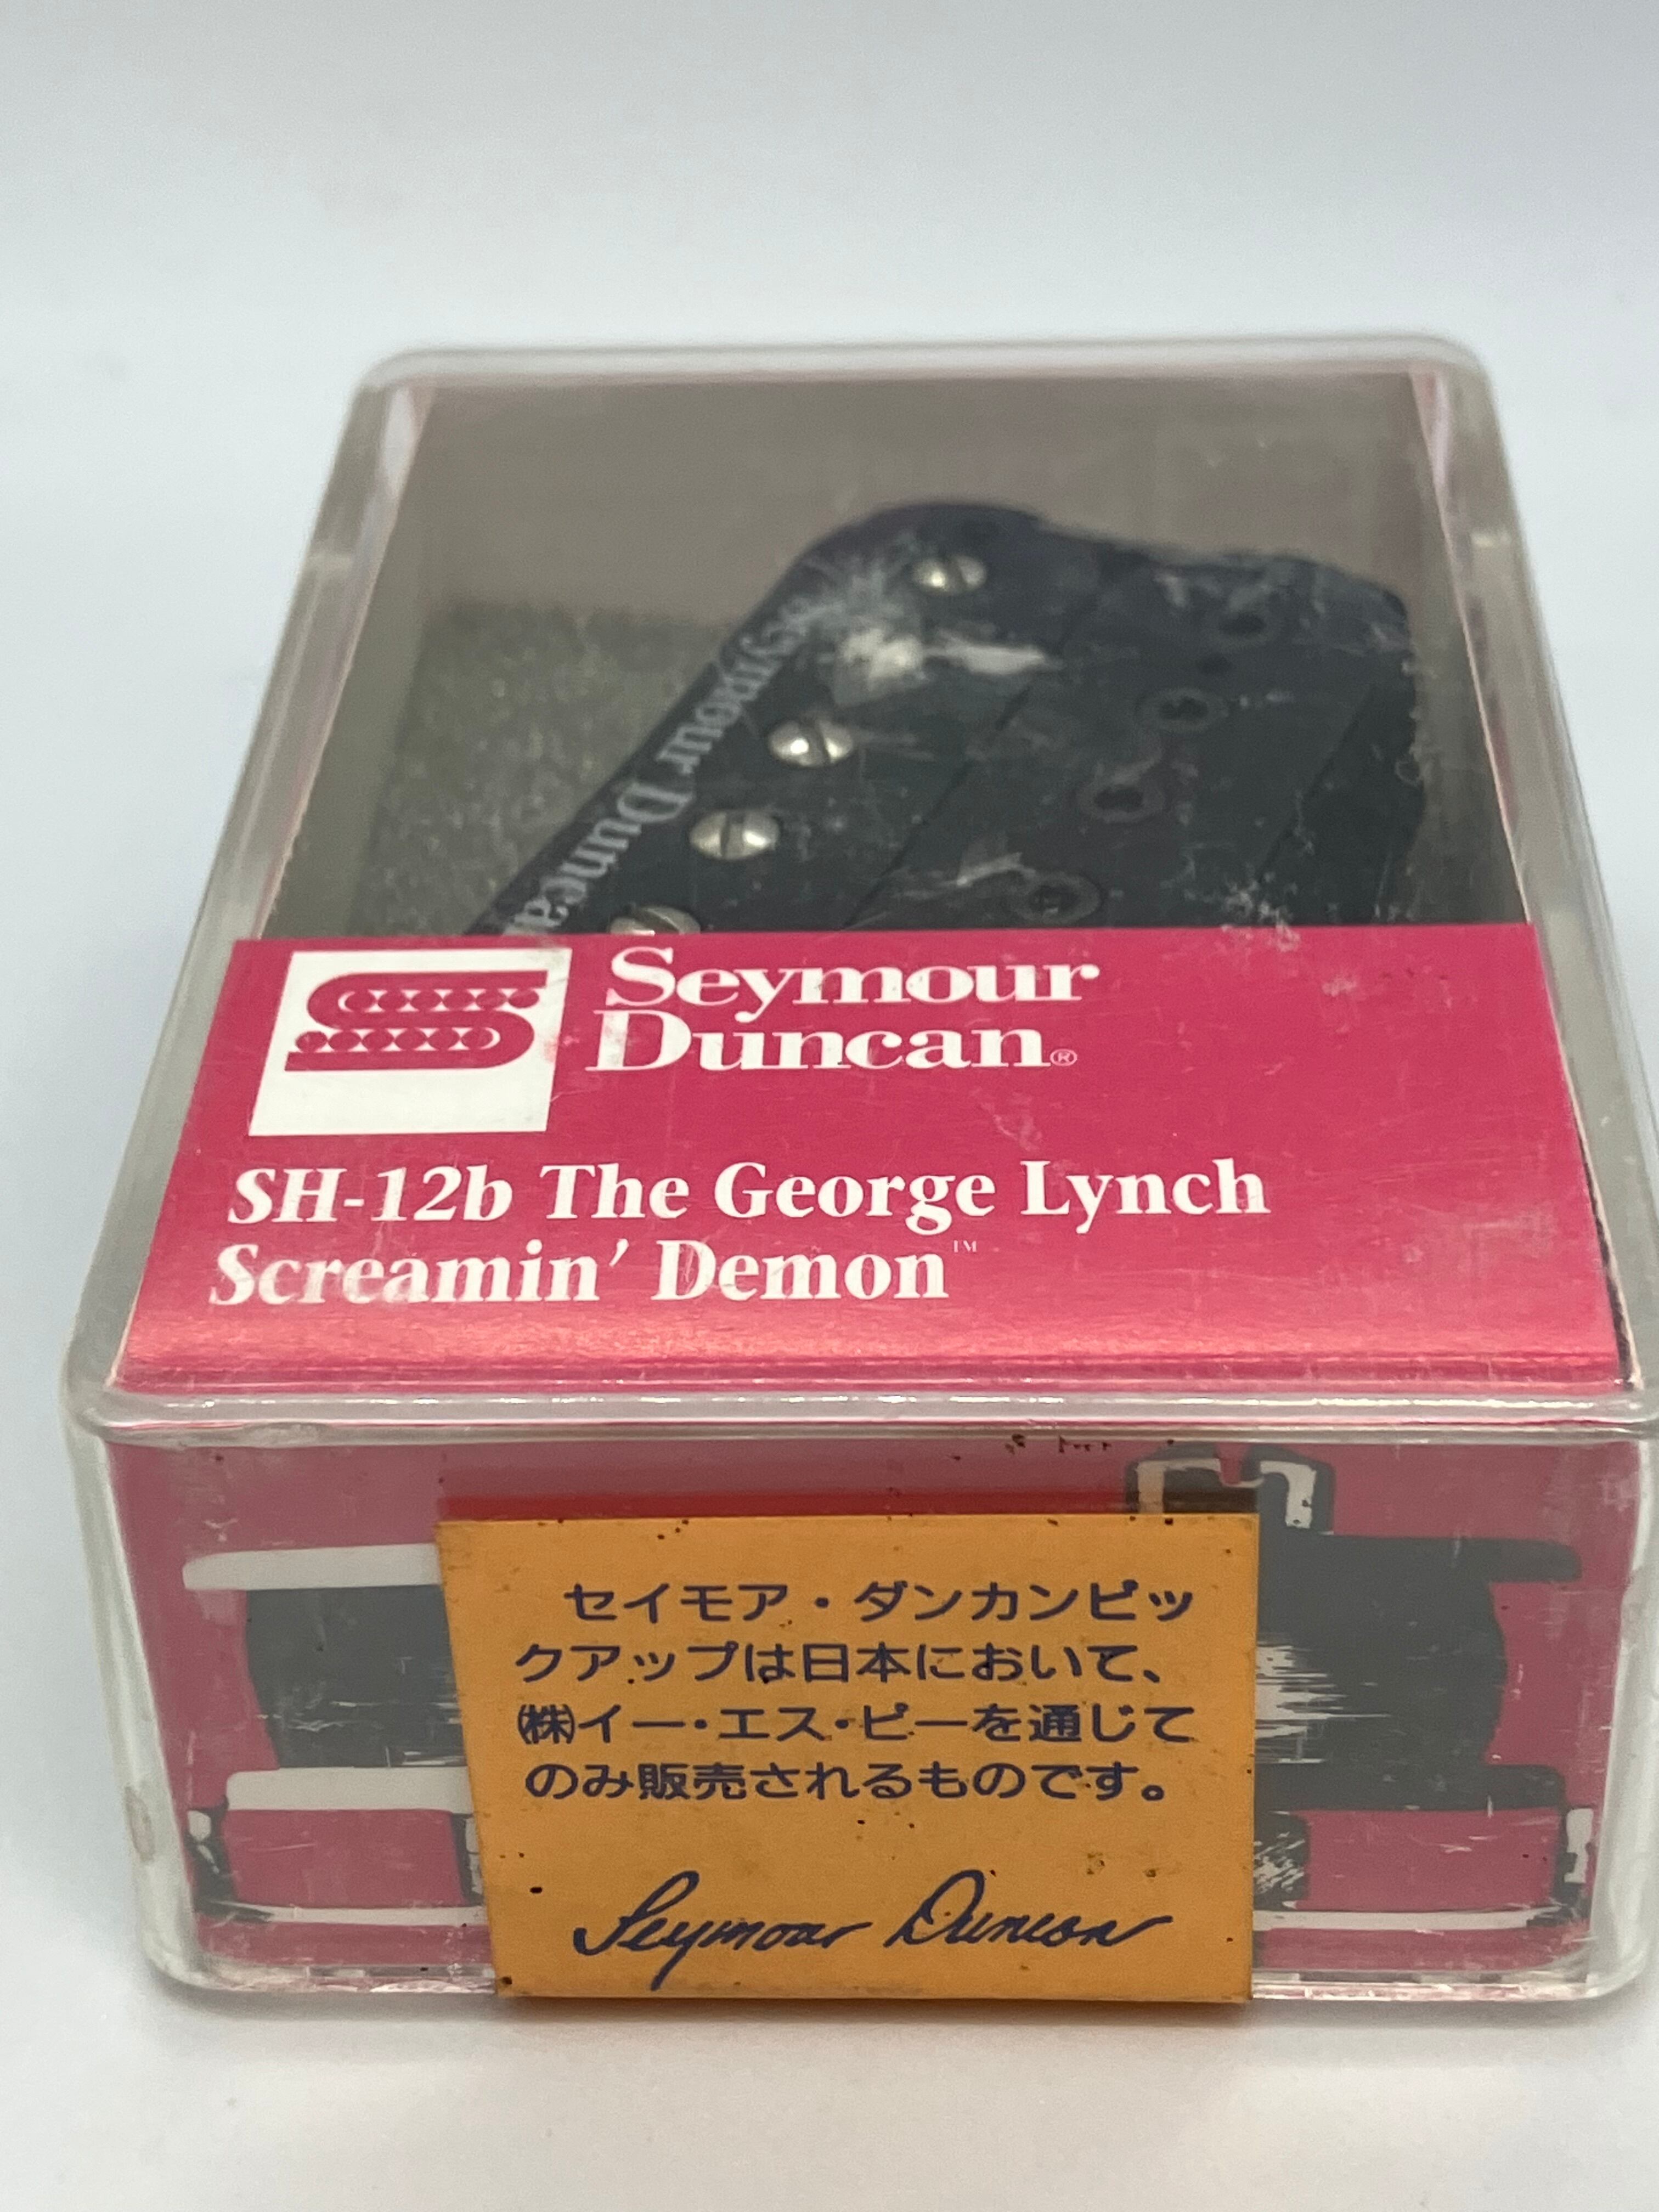 Seymour Duncan
Seymour
Duncan®
SH-12b The George Lynch
Screamin' Demon™
セイモア・ダンカンピッ
クアップは日本において、
㈱イー・エス・ピーを通じて
のみ販売されるものです。
Seymour Duncan